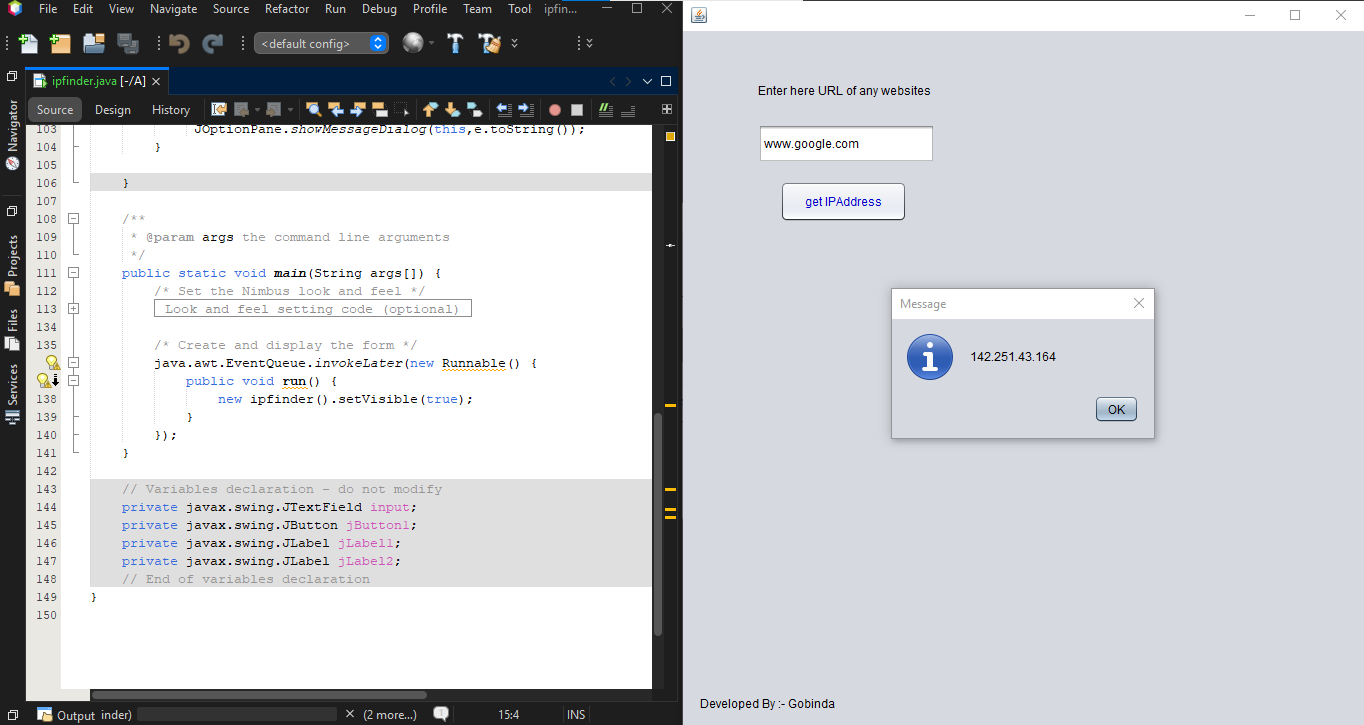 File Edit View Navigate Source Refactor Run Debug Profile Team Tool ipfin...
<default config>
ipfinder.java [-/A]
Source Design History
Navigator
Projects
Files
Services
103 JOptionPane.showMessageDialog(this,e.toString());
104 }
105
106 }
107
108 /**
109 * @param args the command line arguments
110 */
111 public static void main(String args[]) {
112 /* Set the Nimbus look and feel */
113 Look and feel setting code (optional)
134
135 /* Create and display the form */
java.awt.EventQueue.invokeLater(new Runnable() {
public void run() {
138 new ipfinder().setVisible(true);
139 }
140 });
141 }
142
143 // Variables declaration - do not modify
144 private javax.swing.JTextField input;
145 private javax.swing.JButton jButton1;
146 private javax.swing.JLabel jLabel1;
147 private javax.swing.JLabel jLabel2;
148 // End of variables declaration
149 }
150
Output inder) (2 more...) 15:4 INS
Enter here URL of any websites
www.google.com
get IPAddress
Message
142.251.43.164
OK
Developed By :- Gobinda